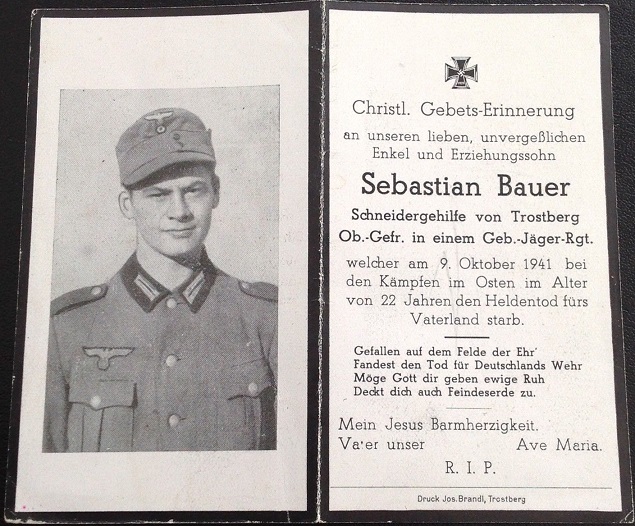 Christl. Gebets-Erinnerung
an unseren lieben, unvergeßlichen
Enkel und Erziehungssohn
Sebastian Bauer
Schneidergehilfe von Trostberg
Ob.-Gefr. in einem Geb.-Jäger-Rgt.
welcher am 9. Oktober 1941 bei
den Kämpfen im Osten im Alter
von 22 Jahren den Heldentod fürs
Vaterland starb.
Gefallen auf dem Felde der Ehr'
Fandest den Tod für Deutschlands Wehr
Möge Gott dir geben ewige Ruh
Deckt dich auch Feindeserde zu.
Mein Jesus Barmherzigkeit.
Va'er unser Ave Maria.
R. I. P.
Druck Jos. Brandl, Trostberg